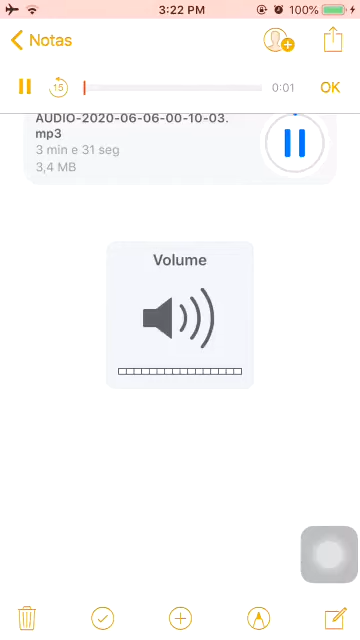 3:22 PM
100%
Notas
15
0:01
OK
AUDIO-2020-06-06-00-10-03.
mp3
3 min e 31 seg
3,4 MB
Volume